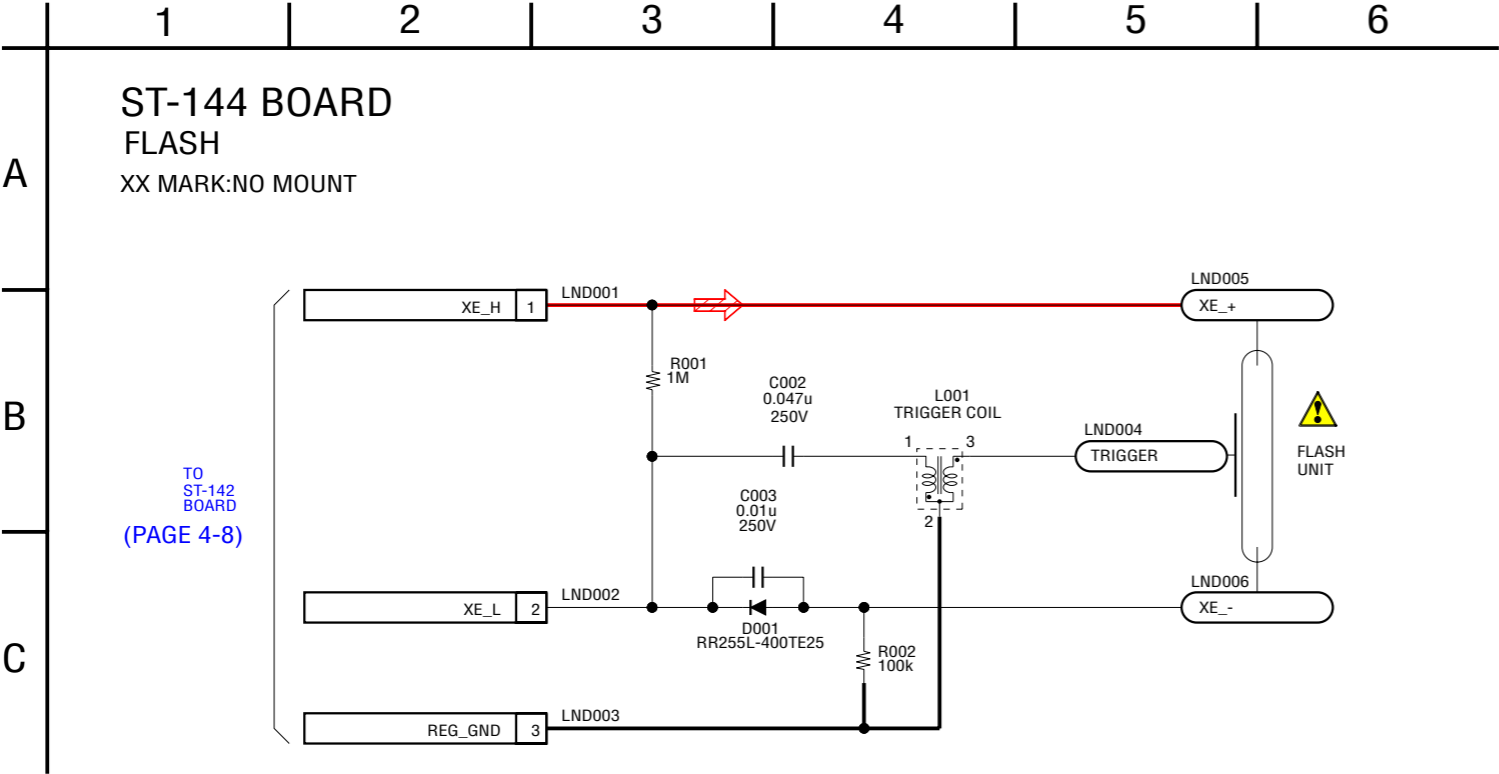 1 2 3 4 5 6
ST-144 BOARD
FLASH
A
XX MARK:NO MOUNT
LND005
LND001
XE_H 1
XE_+
R001
1M
C002
0.047u
250V
L001
TRIGGER COIL
B
LND004
1 3
TRIGGER
FLASH
UNIT
TO
ST-142
BOARD
(PAGE 4-8)
C003
0.01u
250V
2
LND002
LND006
XE_L 2
XE_-
D001
RR255L-400TE25
C
R002
100k
LND003
REG_GND 3